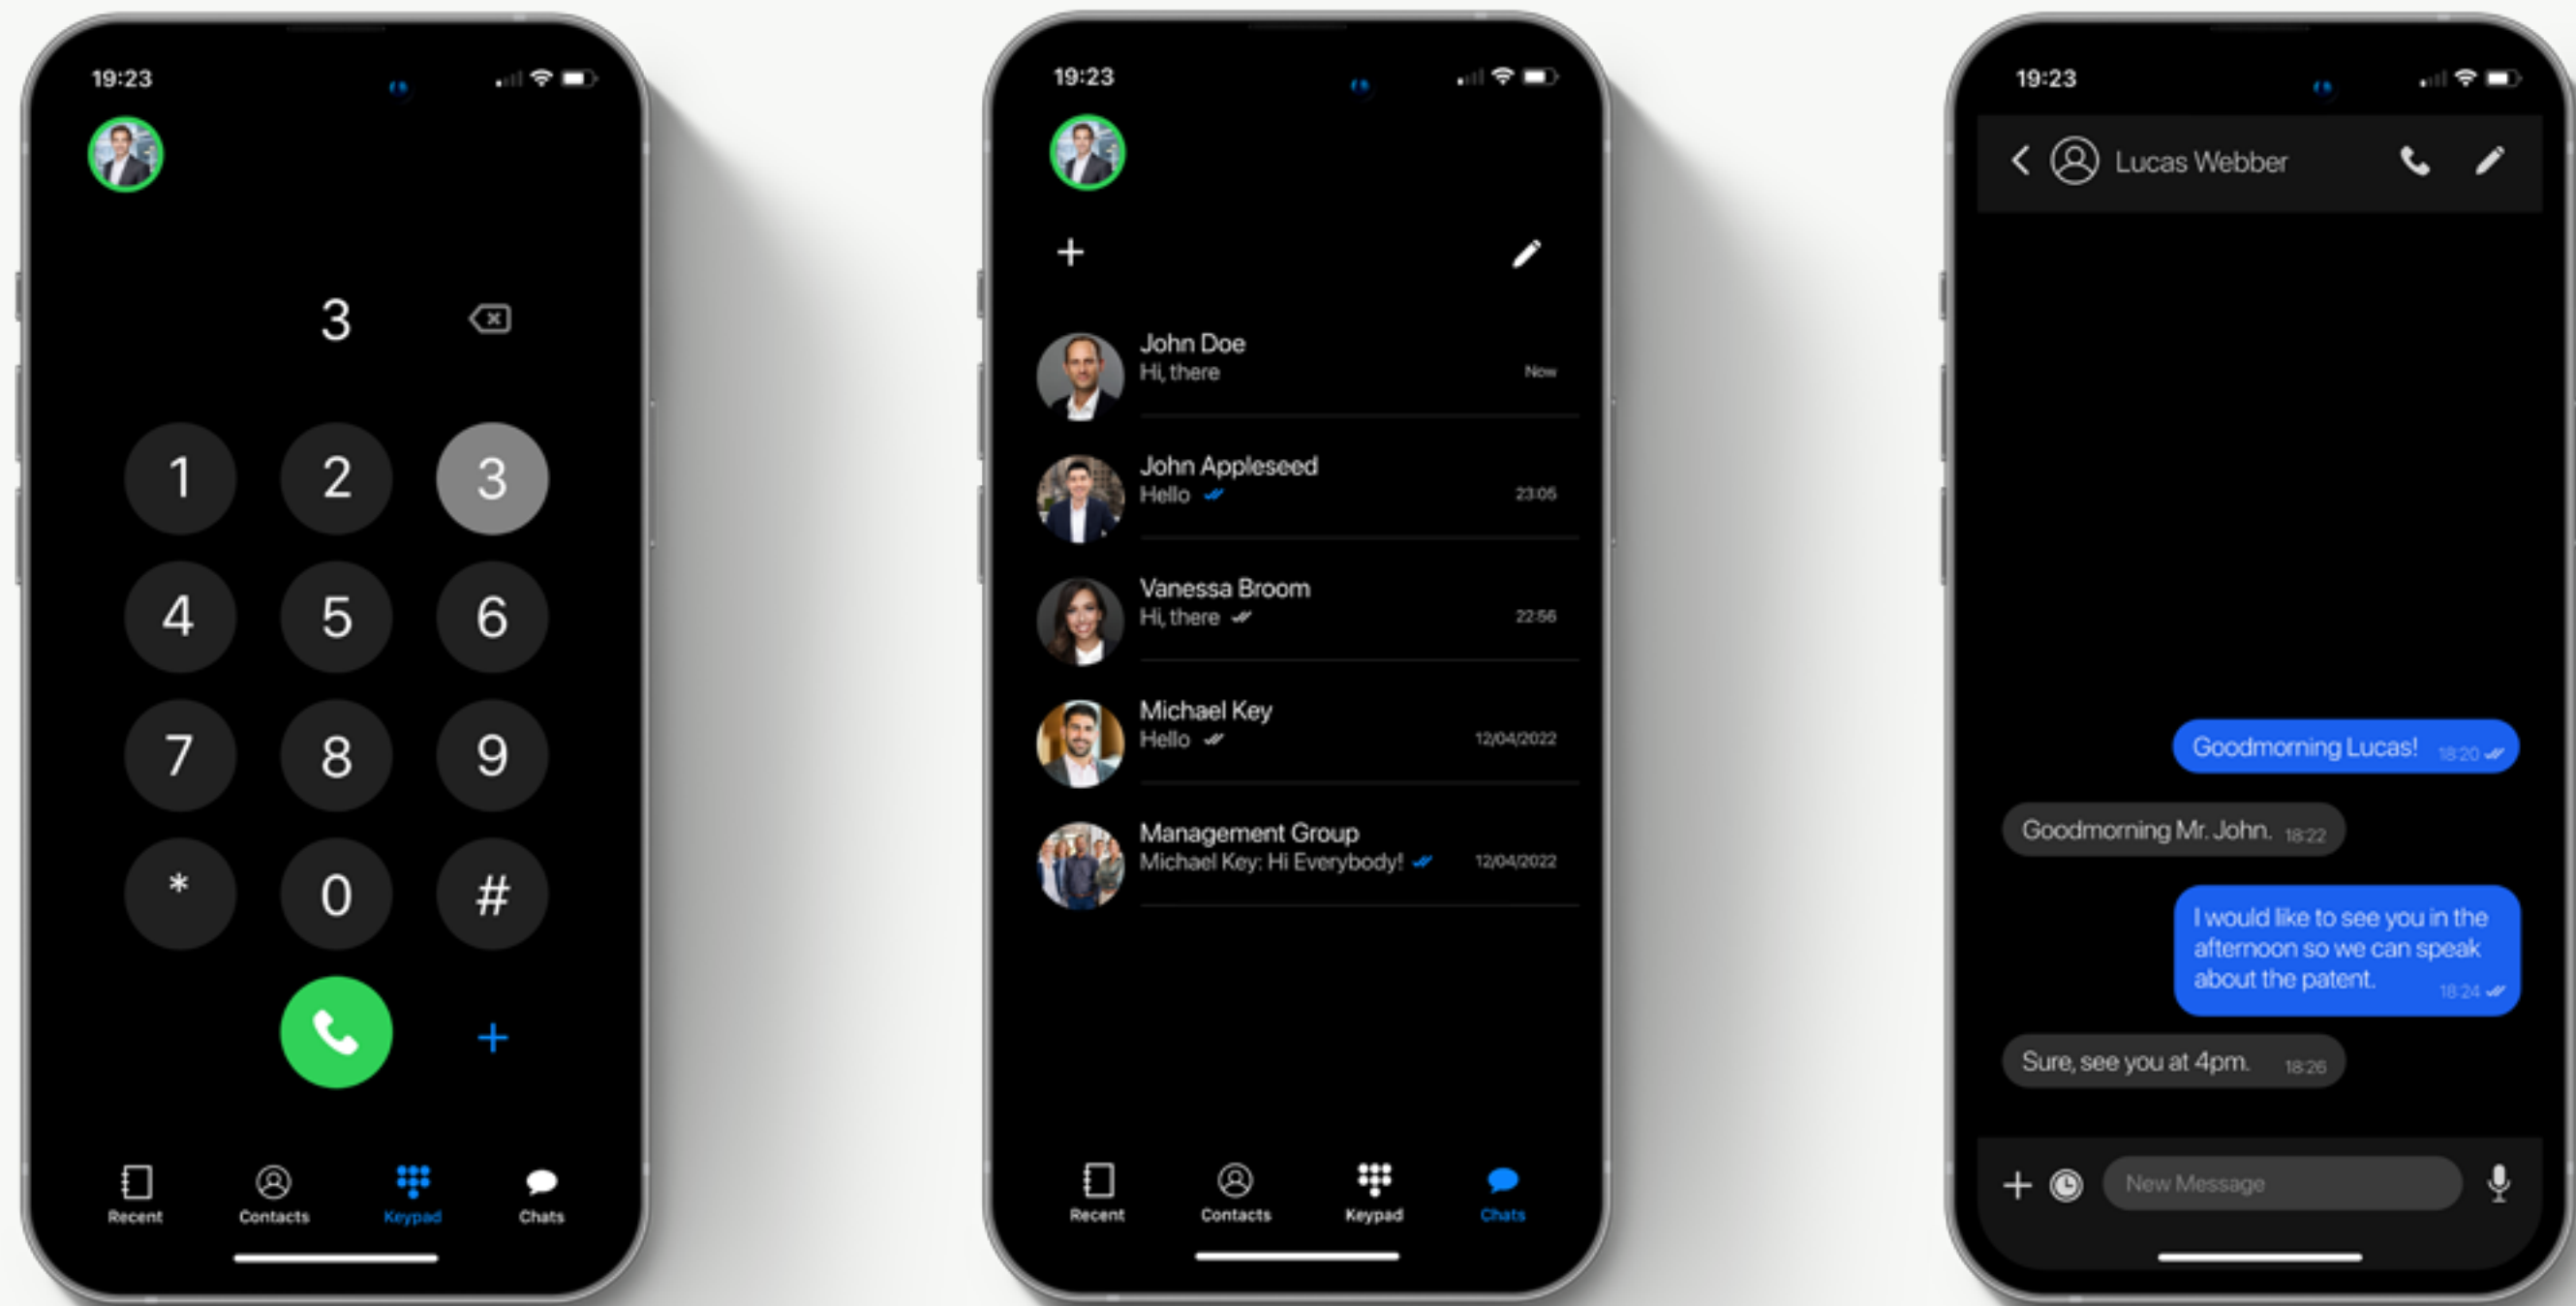 19:23
3
1 2 3
4 5 6
7 8 9
* 0 #
+
Recent Contacts Keypad Chats
19:23
+
John Doe
Hi, there Now
John Appleseed
Hello 23:05
Vanessa Broom
Hi, there 22:56
Michael Key
Hello 12/04/2022
Management Group
Michael Key: Hi Everybody! 12/04/2022
Recent Contacts Keypad Chats
19:23
Lucas Webber
Goodmorning Lucas! 18:20
Goodmorning Mr. John. 18:22
I would like to see you in the
afternoon so we can speak
about the patent.
18:24
Sure, see you at 4pm. 18:26
+ New Message